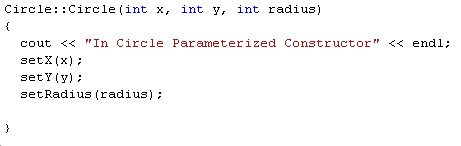 Circle::Circle(int x, int y, int radius)
{
  cout << "In Circle Parameterized Constructor" << endl;
  setX(x);
  setY(y);
  setRadius(radius);
}